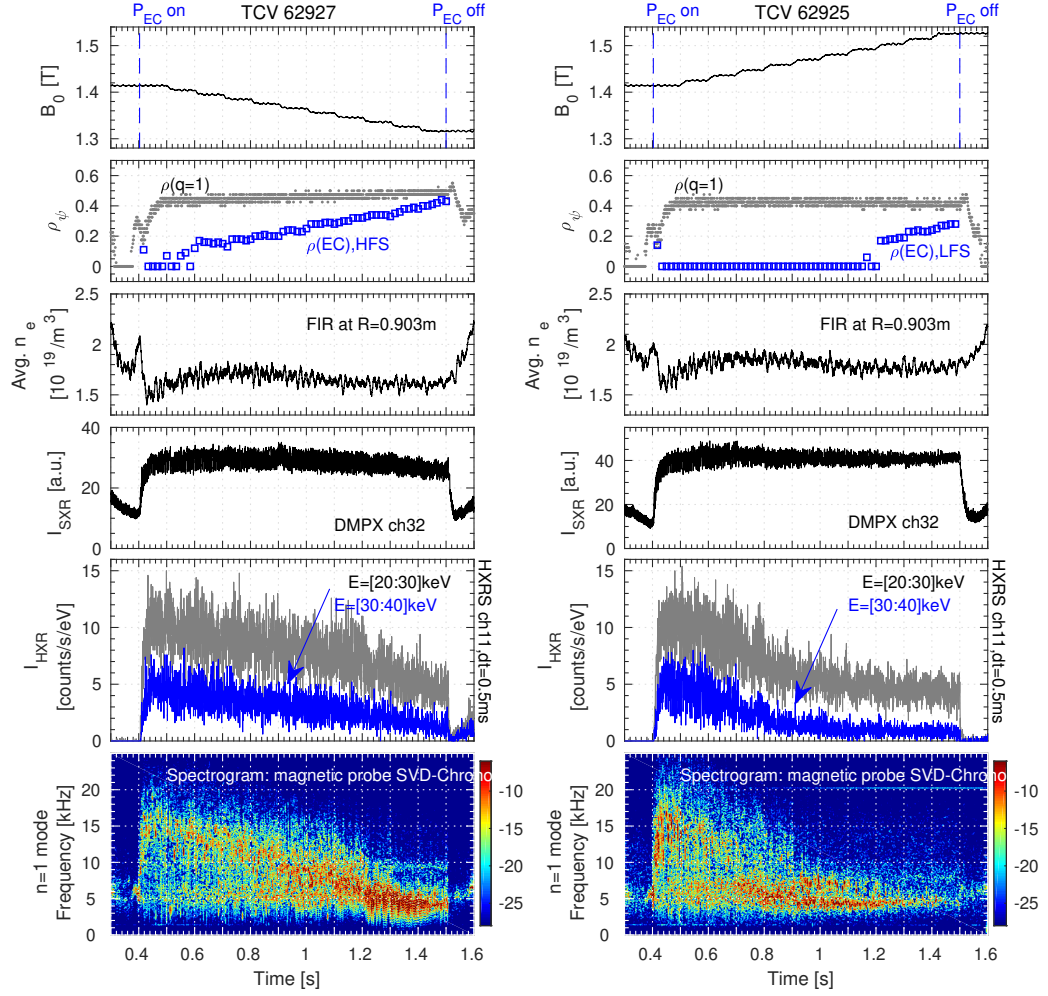 P_EC on TCV 62927 P_EC off
1.5
1.4
1.3
B_0 [T]
0.6
0.4
0.2
0
ρ_ψ
ρ(q=1)
ρ(EC),HFS
2.5
2
1.5
Avg. n_e
[10^19/m^3]
FIR at R=0.903m
40
20
0
I_SXR [a.u.]
DMPX ch32
15
10
5
0
I_HXR
[counts/s/eV]
E=[20:30]keV
E=[30:40]keV
HXRS ch11,dt=0.5ms
20
15
10
5
0
n=1 mode
Frequency [kHz]
Spectrogram: magnetic probe SVD-Chrono
-10
-15
-20
-25
0.4 0.6 0.8 1 1.2 1.4 1.6
Time [s]
P_EC on TCV 62925 P_EC off
1.5
1.4
1.3
B_0 [T]
0.6
0.4
0.2
0
ρ_ψ
ρ(q=1)
ρ(EC),LFS
2.5
2
1.5
Avg. n_e
[10^19/m^3]
FIR at R=0.903m
40
20
0
I_SXR [a.u.]
DMPX ch32
15
10
5
0
I_HXR
[counts/s/eV]
E=[20:30]keV
E=[30:40]keV
HXRS ch11,dt=0.5ms
20
15
10
5
0
n=1 mode
Frequency [kHz]
Spectrogram: magnetic probe SVD-Chrono
-10
-15
-20
-25
0.4 0.6 0.8 1 1.2 1.4 1.6
Time [s]